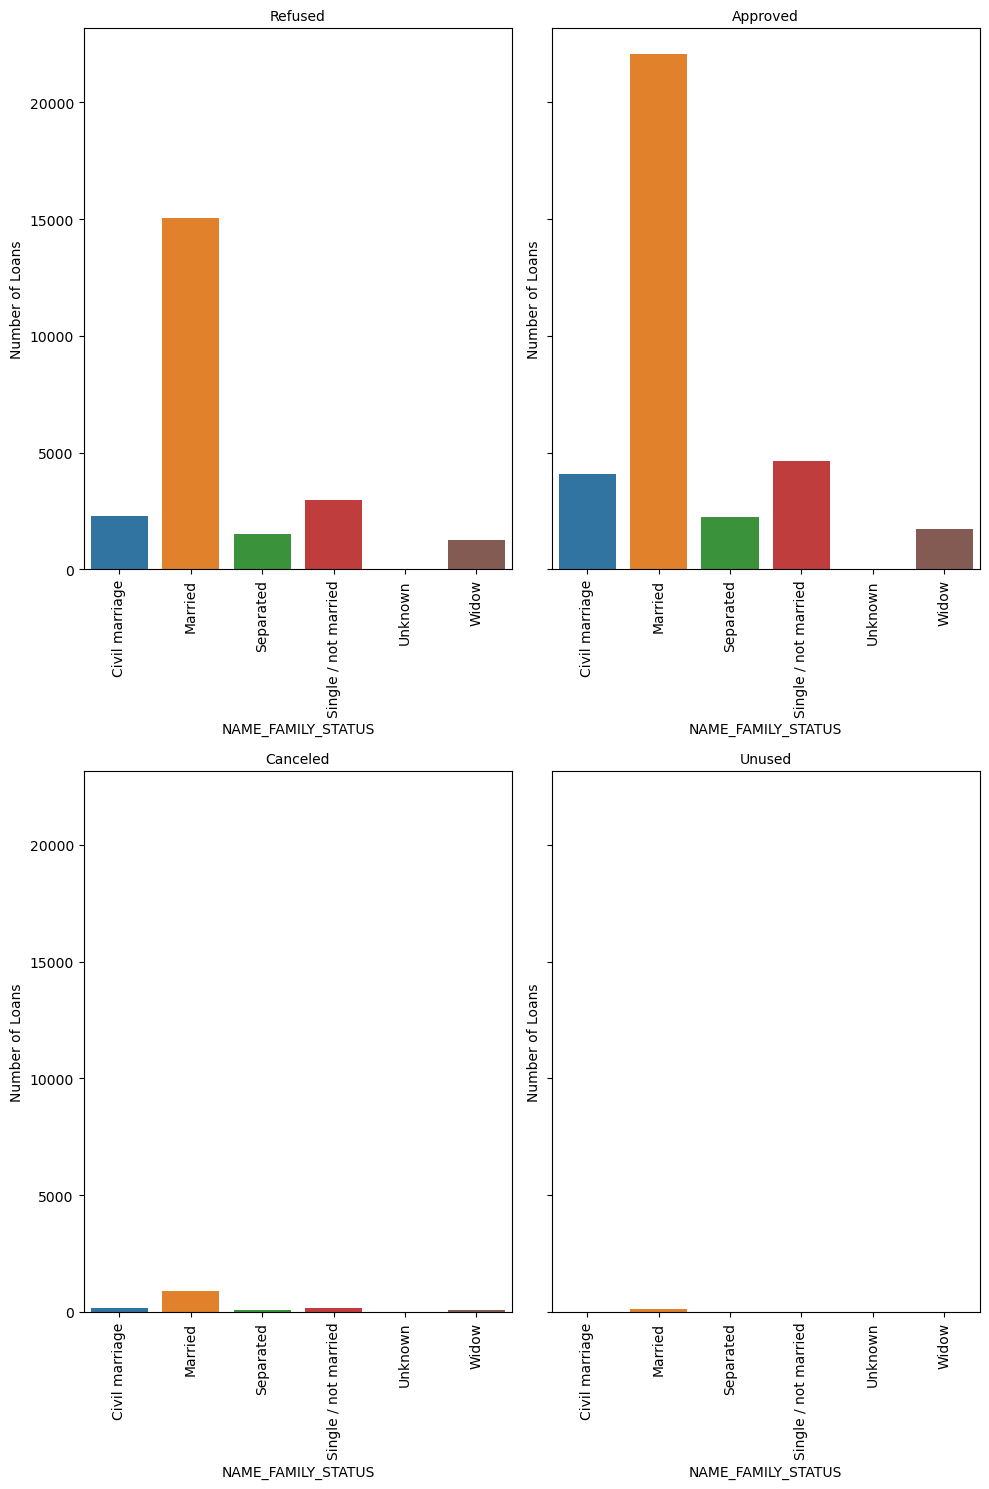 Refused
Number of Loans
20000
15000
10000
5000
0
Civil marriage
Married
Separated
Single / not married
Unknown
Widow
NAME_FAMILY_STATUS
Approved
Number of Loans
Civil marriage
Married
Separated
Single / not married
Unknown
Widow
NAME_FAMILY_STATUS
Canceled
Number of Loans
20000
15000
10000
5000
0
Civil marriage
Married
Separated
Single / not married
Unknown
Widow
NAME_FAMILY_STATUS
Unused
Number of Loans
Civil marriage
Married
Separated
Single / not married
Unknown
Widow
NAME_FAMILY_STATUS